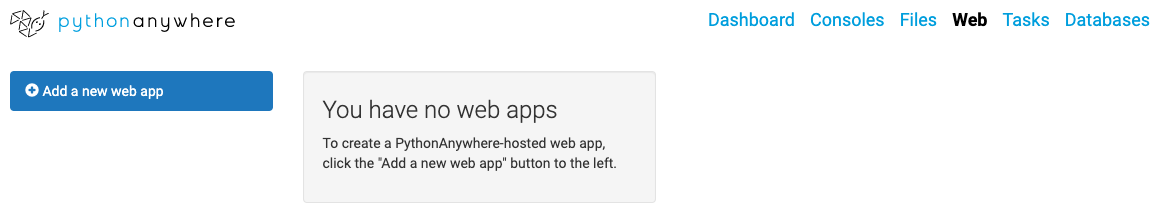 pythonanywhere
Dashboard Consoles Files Web Tasks Databases
Add a new web app
You have no web apps
To create a PythonAnywhere-hosted web app,
click the "Add a new web app" button to the left.